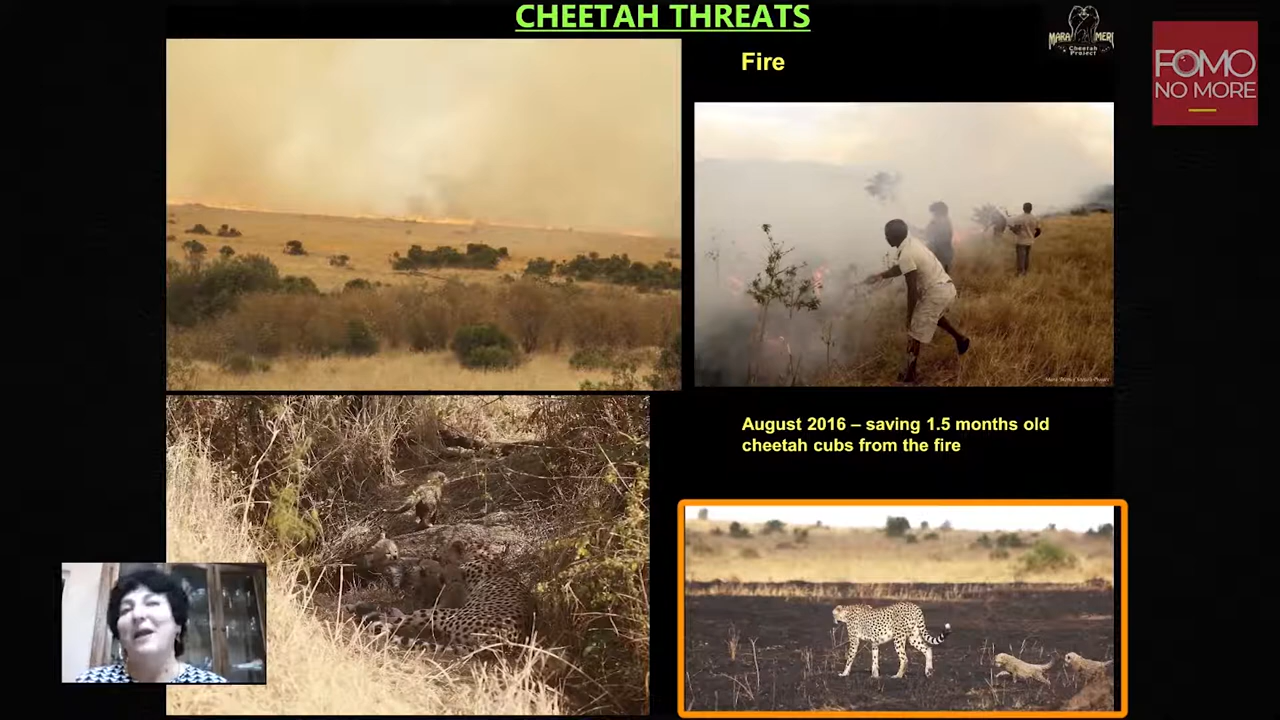 CHEETAH THREATS
MARA MERU
Cheetah
Project
FOMO
NO MORE
Fire
August 2016 – saving 1.5 months old
cheetah cubs from the fire